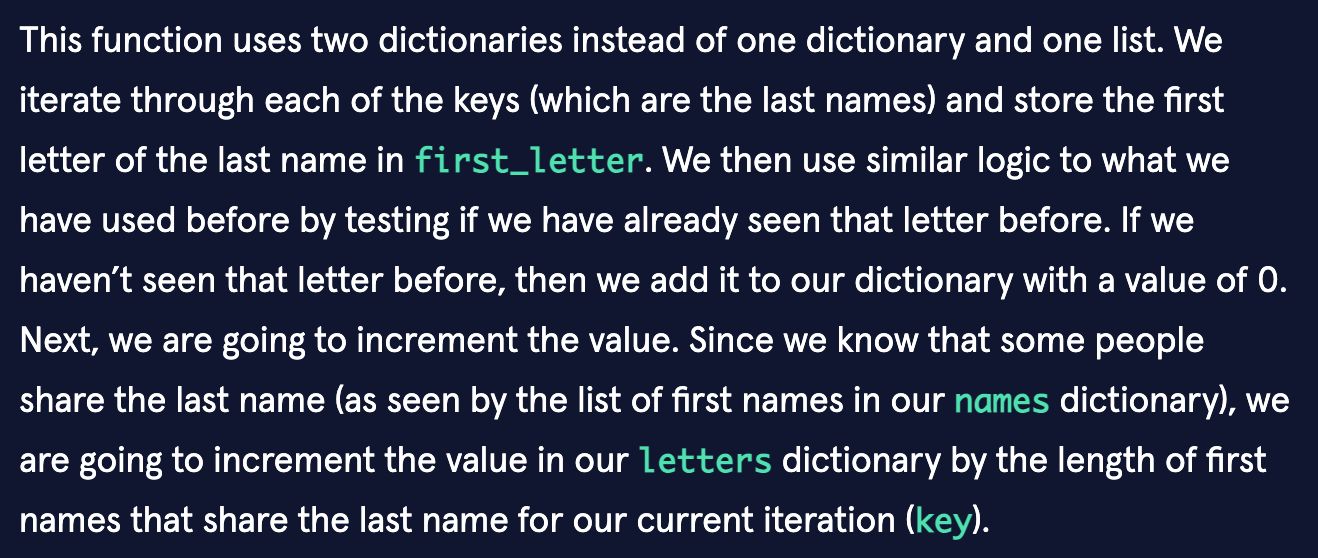 This function uses two dictionaries instead of one dictionary and one list. We
iterate through each of the keys (which are the last names) and store the first
letter of the last name in first_letter. We then use similar logic to what we
have used before by testing if we have already seen that letter before. If we
haven’t seen that letter before, then we add it to our dictionary with a value of 0.
Next, we are going to increment the value. Since we know that some people
share the last name (as seen by the list of first names in our names dictionary), we
are going to increment the value in our letters dictionary by the length of first
names that share the last name for our current iteration (key).